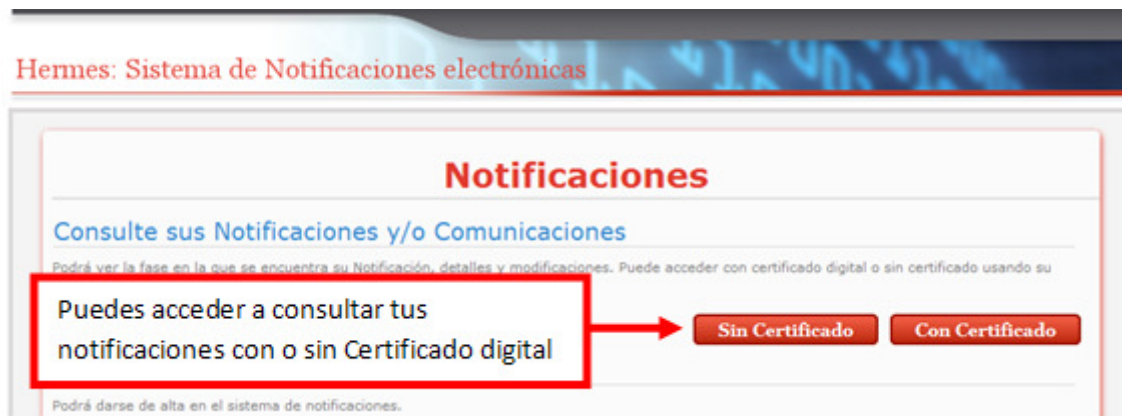 Hermes: Sistema de Notificaciones electrónicas
Notificaciones
Consulte sus Notificaciones y/o Comunicaciones
Podrá ver la fase en la que se encuentra su Notificación, detalles y modificaciones. Puede acceder con certificado digital o sin certificado usando su
Puedes acceder a consultar tus
notificaciones con o sin Certificado digital
Sin Certificado
Con Certificado
Podrá darse de alta en el sistema de notificaciones.